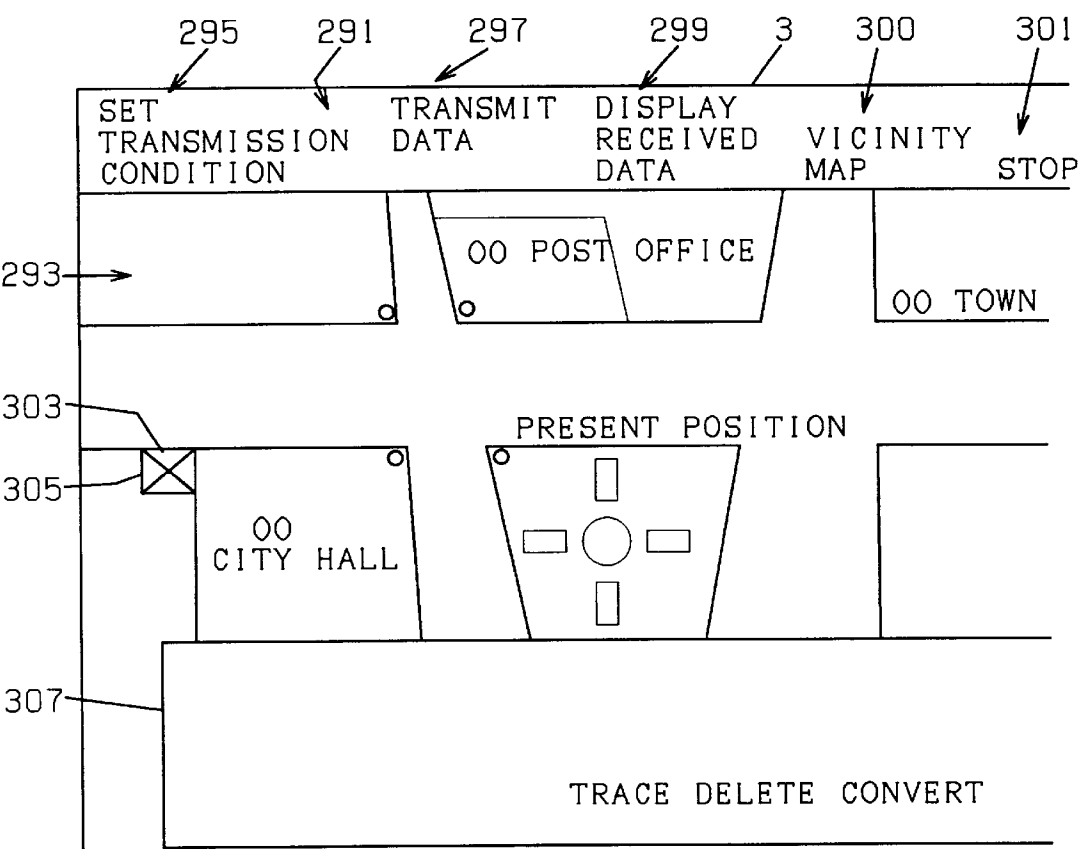 295 291 297 299 3 300 301
SET
TRANSMISSION
CONDITION
TRANSMIT
DATA
DISPLAY
RECEIVED
DATA
VICINITY
MAP
STOP
293
OO POST OFFICE
OO TOWN
303
305
PRESENT POSITION
OO
CITY HALL
307
TRACE DELETE CONVERT